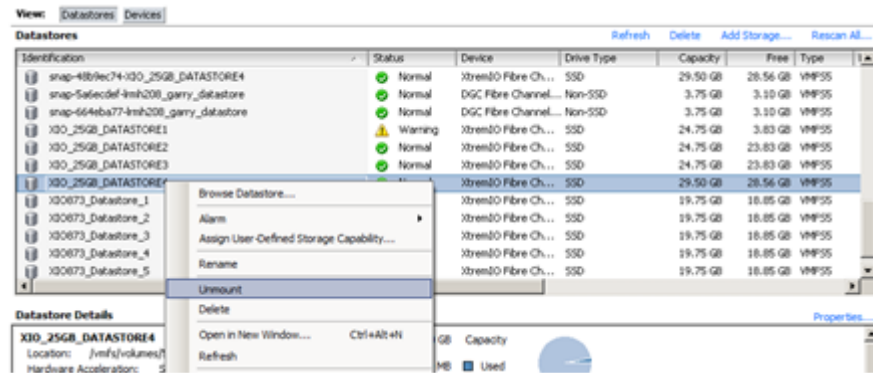 View: Datastores Devices
Datastores Refresh Delete Add Storage... Rescan All...
Identification Status Device Drive Type Capacity Free Type
snap-48b9ec74-XIO_25GB_DATASTORE4 Normal XtremIO Fibre Ch... SSD 29.50 GB 28.56 GB VMFS5
snap-5a6ecdef-lrmh208_garry_datastore Normal DGC Fibre Channel... Non-SSD 3.75 GB 3.10 GB VMFS5
snap-664eba77-lrmh208_garry_datastore Normal DGC Fibre Channel... Non-SSD 3.75 GB 3.10 GB VMFS5
XIO_25GB_DATASTORE1 Warning XtremIO Fibre Ch... SSD 24.75 GB 3.83 GB VMFS5
XIO_25GB_DATASTORE2 Normal XtremIO Fibre Ch... SSD 24.75 GB 23.83 GB VMFS5
XIO_25GB_DATASTORE3 Normal XtremIO Fibre Ch... SSD 24.75 GB 23.83 GB VMFS5
XIO_25GB_DATASTORE4 XtremIO Fibre Ch... SSD 29.50 GB 28.56 GB VMFS5
XIO873_Datastore_1 XtremIO Fibre Ch... SSD 19.75 GB 18.85 GB VMFS5
XIO873_Datastore_2 XtremIO Fibre Ch... SSD 19.75 GB 18.85 GB VMFS5
XIO873_Datastore_3 XtremIO Fibre Ch... SSD 19.75 GB 18.85 GB VMFS5
XIO873_Datastore_4 XtremIO Fibre Ch... SSD 19.75 GB 18.85 GB VMFS5
XIO873_Datastore_5 XtremIO Fibre Ch... SSD 19.75 GB 18.85 GB VMFS5
Browse Datastore...
Alarm
Assign User-Defined Storage Capability...
Rename
Unmount
Delete
Open in New Window... Ctrl+Alt+N
Refresh
Datastore Details Properties...
XIO_25GB_DATASTORE4 GB Capacity
Location: /vmfs/volumes/
Hardware Acceleration: MB Used